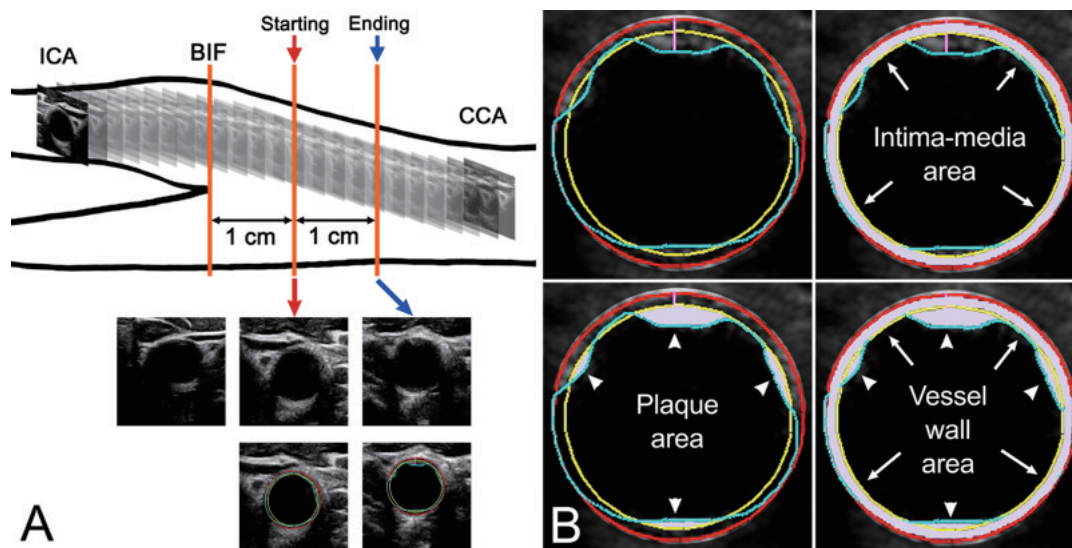 Starting
Ending
ICA
BIF
CCA
1 cm
1 cm
A
Intima-media
area
Plaque
area
Vessel
wall
area
B